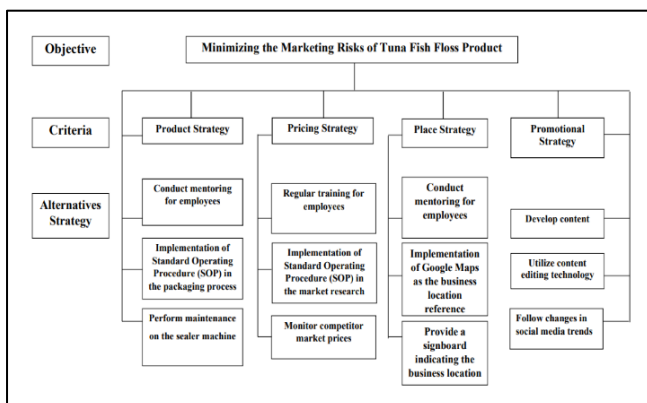 Objective
Minimizing the Marketing Risks of Tuna Fish Floss Product
Criteria
Product Strategy
Pricing Strategy
Place Strategy
Promotional
Strategy
Alternatives
Strategy
Conduct mentoring
for employees
Implementation of
Standard Operating
Procedure (SOP) in
the packaging process
Perform maintenance
on the sealer machine
Regular training for
employees
Implementation of
Standard Operating
Procedure (SOP) in
the market research
Monitor competitor
market prices
Conduct
mentoring for
employees
Implementation
of Google Maps
as the business
location
reference
Provide a
signboard
indicating the
business location
Develop content
Utilize content
editing technology
Follow changes in
social media trends